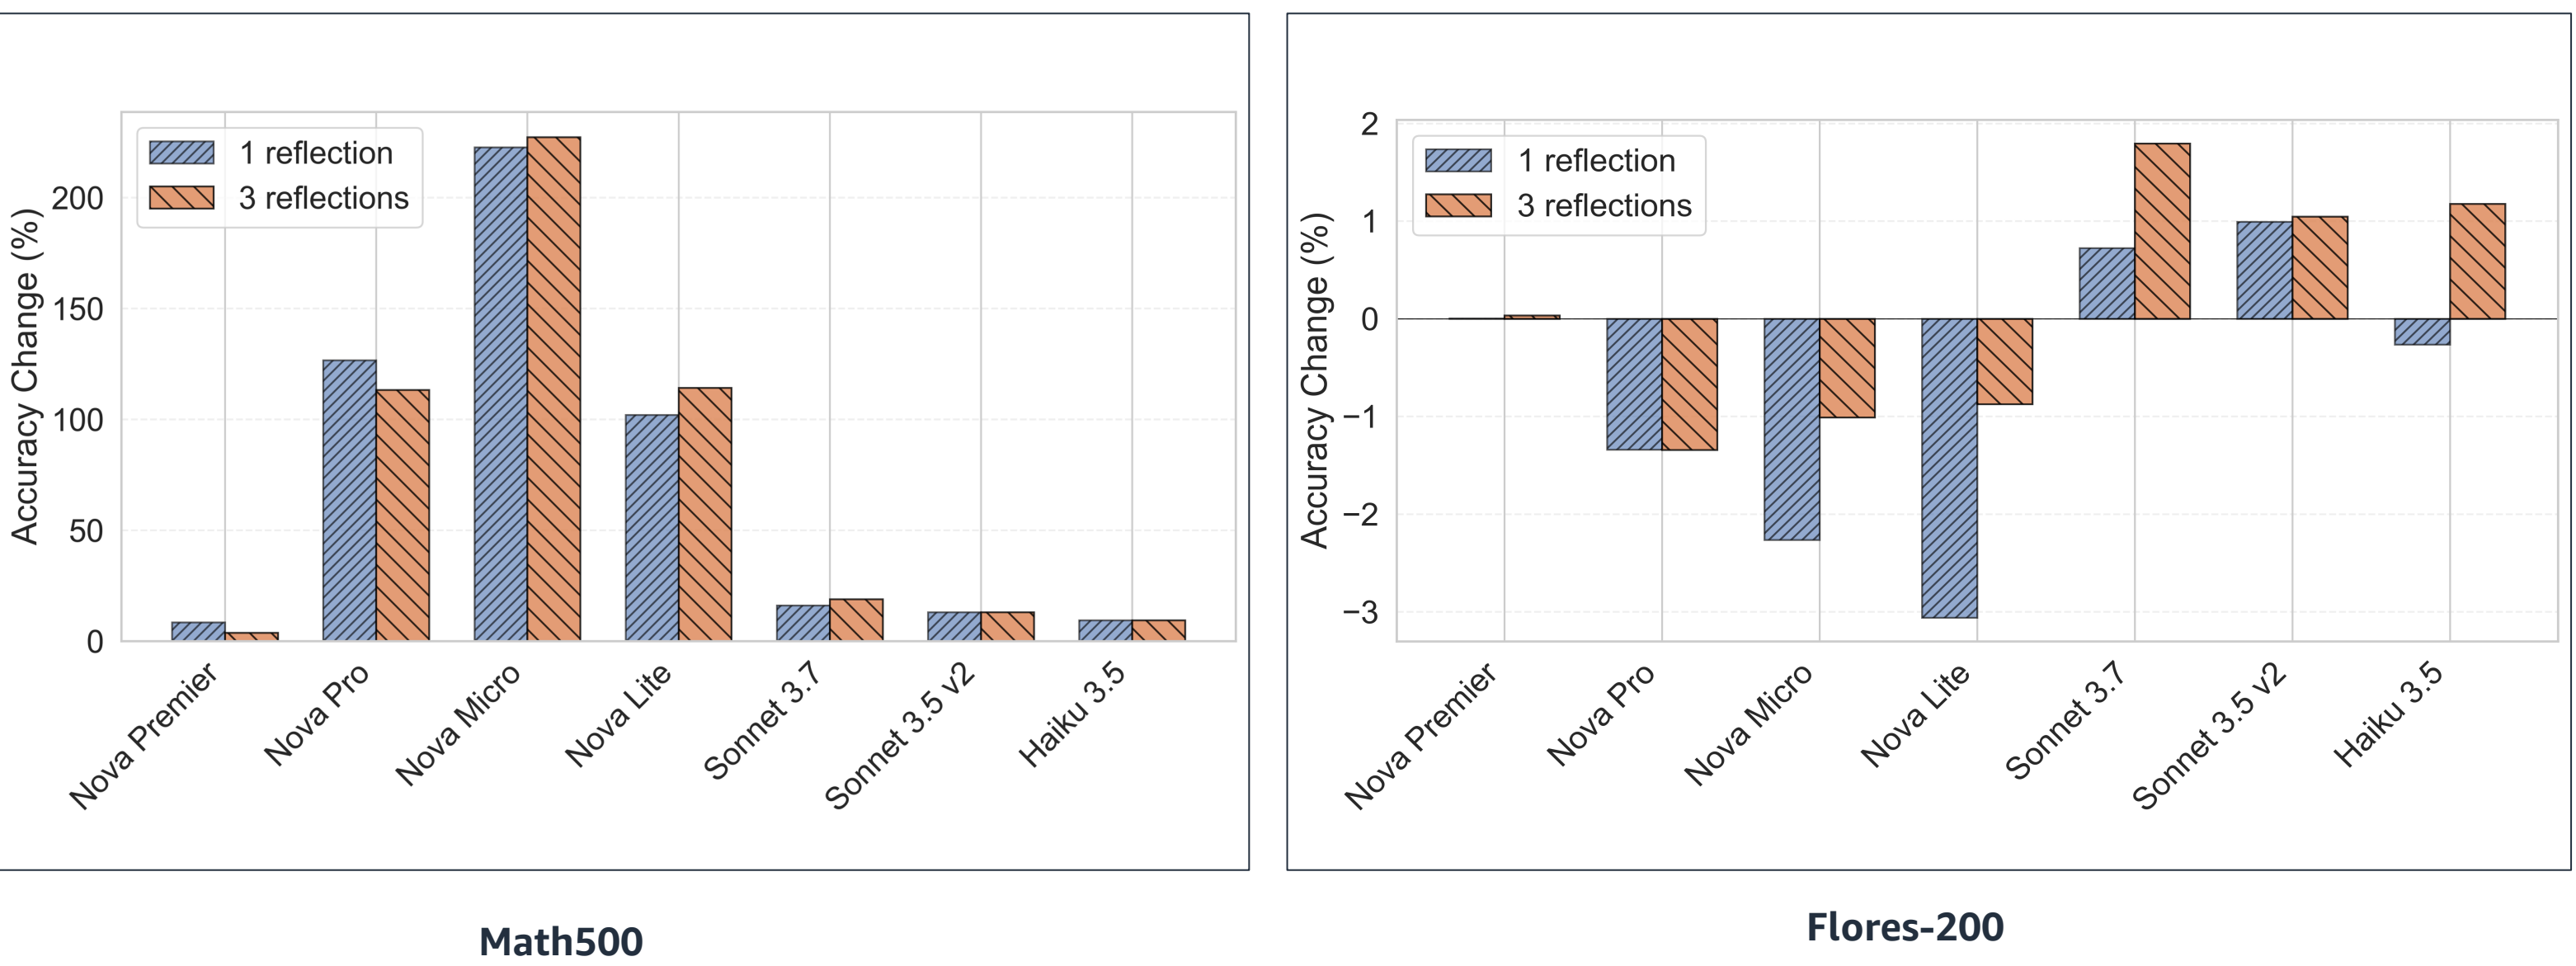 1 reflection
3 reflections
Accuracy Change (%)
200
150
100
50
0
Nova Premier
Nova Pro
Nova Micro
Nova Lite
Sonnet 3.7
Sonnet 3.5 v2
Haiku 3.5
Math500
1 reflection
3 reflections
Accuracy Change (%)
2
1
0
−1
−2
−3
Nova Premier
Nova Pro
Nova Micro
Nova Lite
Sonnet 3.7
Sonnet 3.5 v2
Haiku 3.5
Flores-200